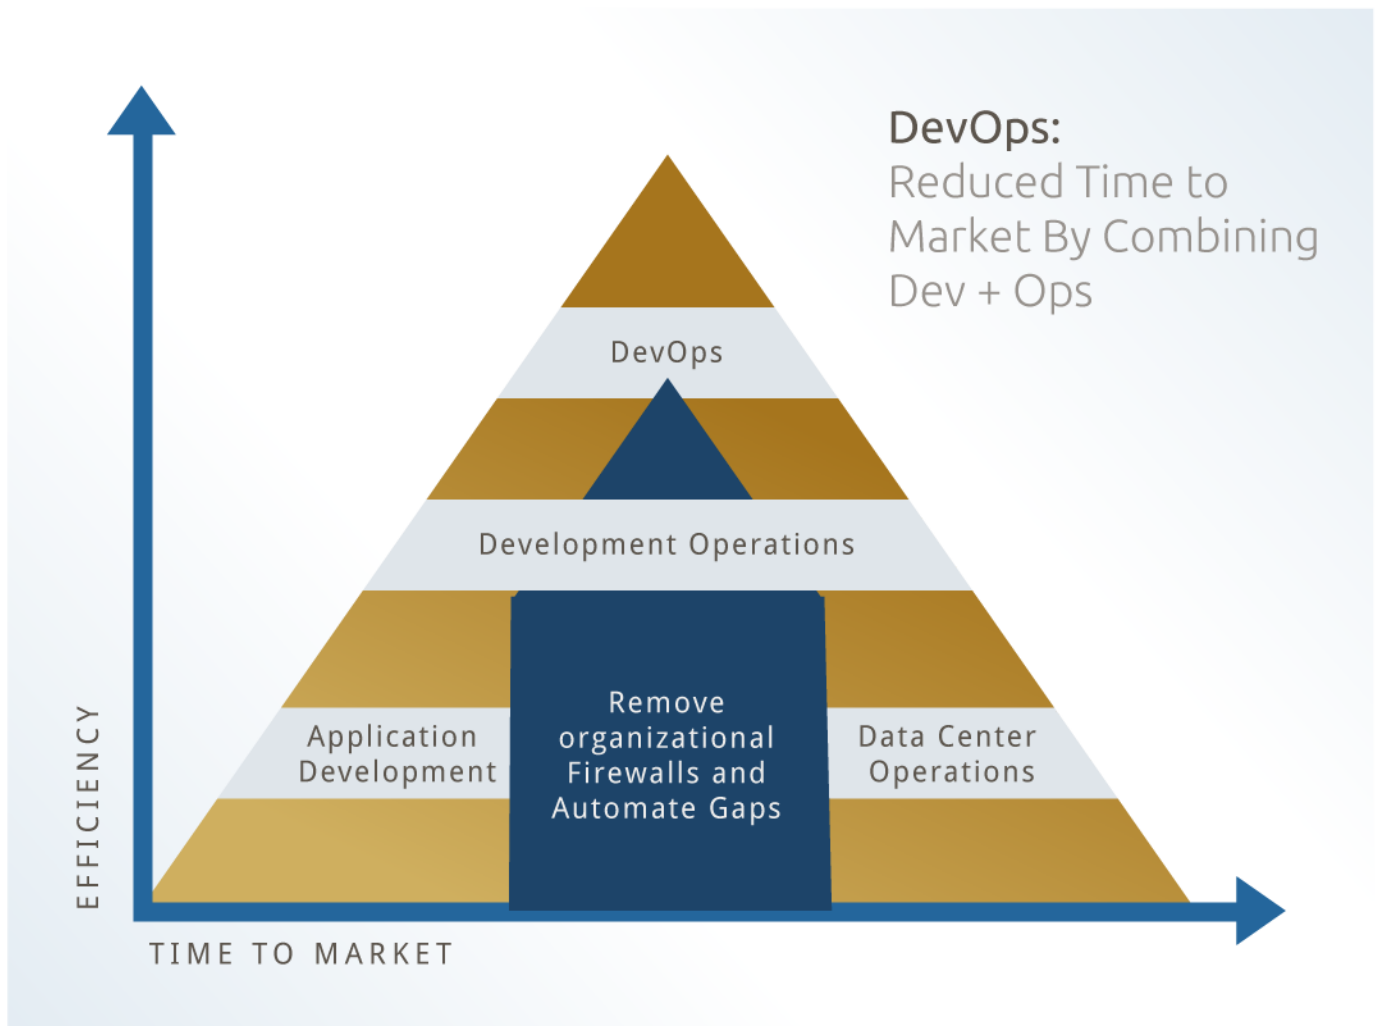 DevOps:
Reduced Time to
Market By Combining
Dev + Ops
DevOps
Development Operations
Application
Development
Remove
organizational
Firewalls and
Automate Gaps
Data Center
Operations
EFFICIENCY
TIME TO MARKET